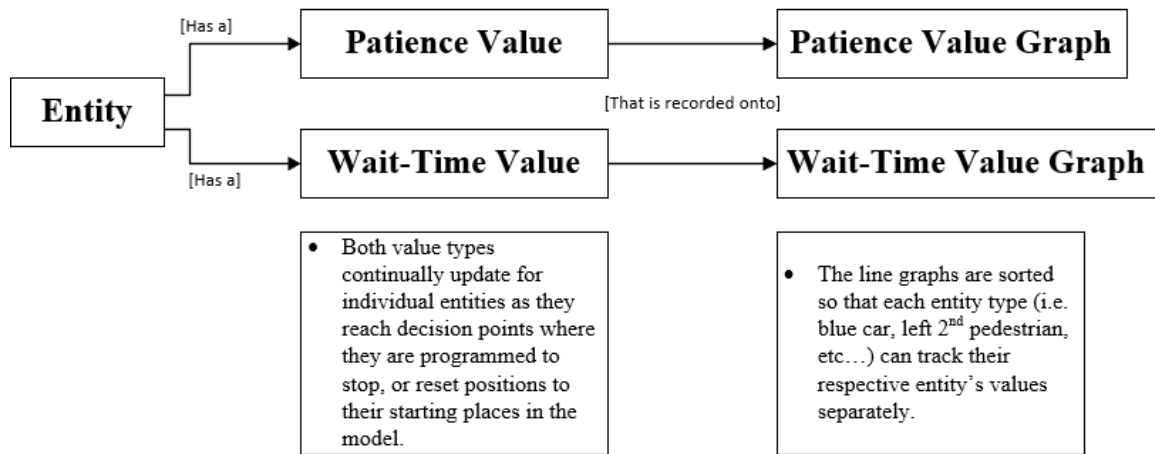 [Has a]
Patience Value
Patience Value Graph
Entity
[That is recorded onto]
[Has a]
Wait-Time Value
Wait-Time Value Graph
• Both value types
continually update for
individual entities as they
reach decision points where
they are programmed to
stop, or reset positions to
their starting places in the
model.
• The line graphs are sorted
so that each entity type (i.e.
blue car, left 2nd pedestrian,
etc…) can track their
respective entity’s values
separately.